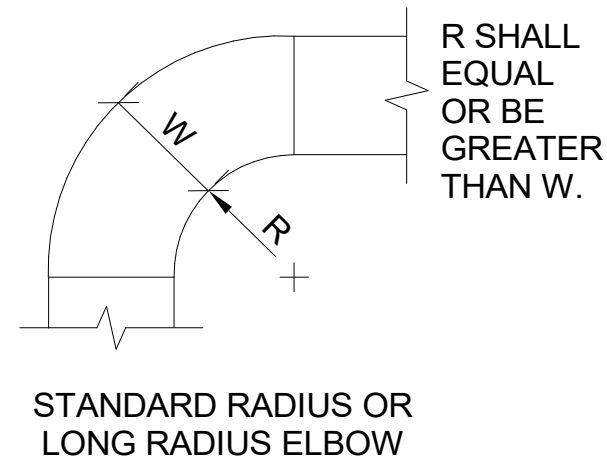 R SHALL
EQUAL
OR BE
GREATER
THAN W.
W
R
STANDARD RADIUS OR
LONG RADIUS ELBOW